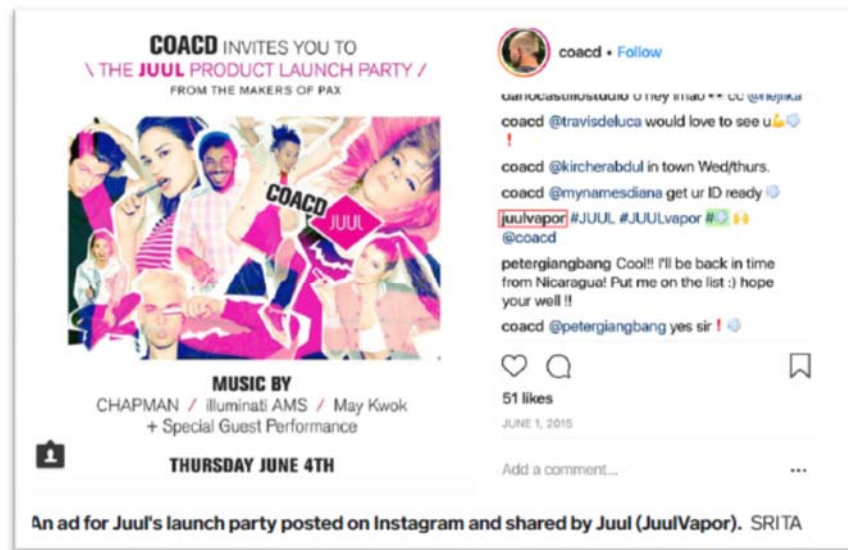 COACD INVITES YOU TO
\ THE JUUL PRODUCT LAUNCH PARTY /
FROM THE MAKERS OF PAX
COACD
JUUL
MUSIC BY
CHAPMAN / illuminati AMS / May Kwok
+ Special Guest Performance
THURSDAY JUNE 4TH
coacd • Follow
coacd @travisdeluca would love to see u💪💨
❗
coacd @kircherabdul in town Wed/thurs.
coacd @mynamesdiana get ur ID ready 💨
juulvapor #JUUL #JUULvapor #💨 🙌
@coacd
petergiangbang Cool!! I'll be back in time
from Nicaragua! Put me on the list :) hope
your well !!
coacd @petergiangbang yes sir❗💨
51 likes
JUNE 1, 2015
Add a comment...
An ad for Juul's launch party posted on Instagram and shared by Juul (JuulVapor). SRITA